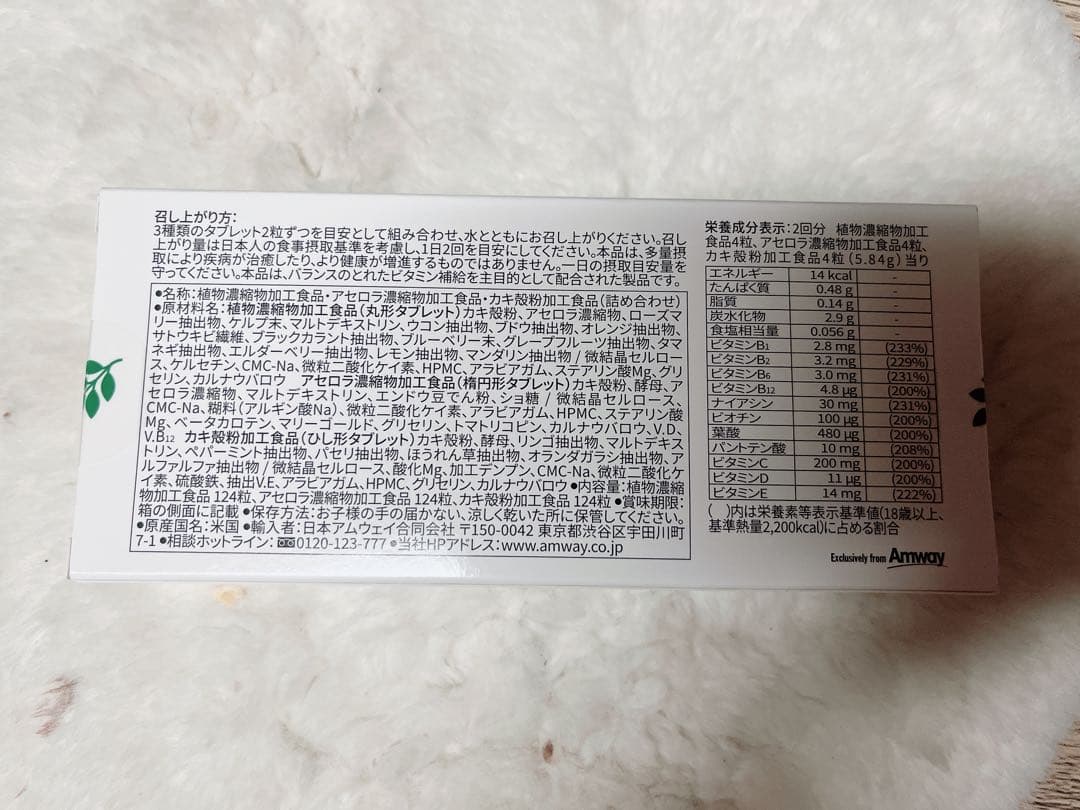 召し上がり方:
3種類のタブレット2粒ずつを目安として組み合わせ、水とともにお召し上がりください。召し
上がり量は日本人の食事摂取基準を考慮し、1日2回を目安にしてください。本品は、多量摂
取により疾病が治癒したり、より健康が増進するものではありません。一日の摂取目安量を
守ってください。本品は、バランスのとれたビタミン補給を主目的として配合された製品です。
●名称:植物濃縮物加工食品・アセロラ濃縮物加工食品・カキ殻粉加工食品(詰め合わせ)
●原材料名:植物濃縮物加工食品(丸形タブレット)カキ殻粉、アセロラ濃縮物、ローズマ
リー抽出物、ケルプ末、マルトデキストリン、ウコン抽出物、ブドウ抽出物、オレンジ抽出物、
サトウキビ繊維、ブラックカラント抽出物、ブルーベリー末、グレープフルーツ抽出物、タマ
ネギ抽出物、エルダーベリー抽出物、レモン抽出物、マンダリン抽出物/微結晶セルロー
ス、ケルセチン、CMC-Na、微粒二酸化ケイ素、HPMC、アラビアガム、ステアリン酸Mg、グリ
セリン、カルナウバロウ アセロラ濃縮物加工食品(楕円形タブレット)カキ殻粉、酵母、ア
セロラ濃縮物、マルトデキストリン、エンドウ豆でん粉、ショ糖/微結晶セルロース、
CMC-Na、糊料(アルギン酸Na)、微粒二酸化ケイ素、アラビアガム、HPMC、ステアリン酸
Mg、ベータカロテン、マリーゴールド、グリセリン、トマトリコピン、カルナウバロウ、V.D、
V.B12 カキ殻粉加工食品(ひし形タブレット)カキ殻粉、酵母、リンゴ抽出物、マルトデキス
トリン、ペパーミント抽出物、パセリ抽出物、ほうれん草抽出物、オランダガラシ抽出物、ア
ルファルファ抽出物/微結晶セルロース、酸化Mg、加工デンプン、CMC-Na、微粒二酸化ケ
イ素、硫酸鉄、抽出V.E、アラビアガム、HPMC、グリセリン、カルナウバロウ●内容量:植物濃縮
物加工食品 124粒、アセロラ濃縮物加工食品 124粒、カキ殻粉加工食品 124粒 ●賞味期限:
箱の側面に記載 ●保存方法:お子様の手の届かない、涼しく乾いた所に保管してください。
●原産国名:米国 ●輸入者:日本アムウェイ合同会社 〒150-0042 東京都渋谷区宇田川町
7-1 ●相談ホットライン:0120-123-777 ●当社HPアドレス:www.amway.co.jp
栄養成分表示:2回分 植物濃縮物加工
食品4粒、アセロラ濃縮物加工食品4粒、
カキ殻粉加工食品4粒(5.84g)当り
エネルギー 14 kcal -
たんぱく質 0.48 g -
脂質 0.14 g -
炭水化物 2.9 g -
食塩相当量 0.056 g -
ビタミンB1 2.8 mg (233%)
ビタミンB2 3.2 mg (229%)
ビタミンB6 3.0 mg (231%)
ビタミンB12 4.8 µg (200%)
ナイアシン 30 mg (231%)
ビオチン 100 µg (200%)
葉酸 480 µg (200%)
パントテン酸 10 mg (208%)
ビタミンC 200 mg (200%)
ビタミンD 11 µg (200%)
ビタミンE 14 mg (222%)
( )内は栄養素等表示基準値(18歳以上、
基準熱量2,200kcal)に占める割合
Exclusively from Amway